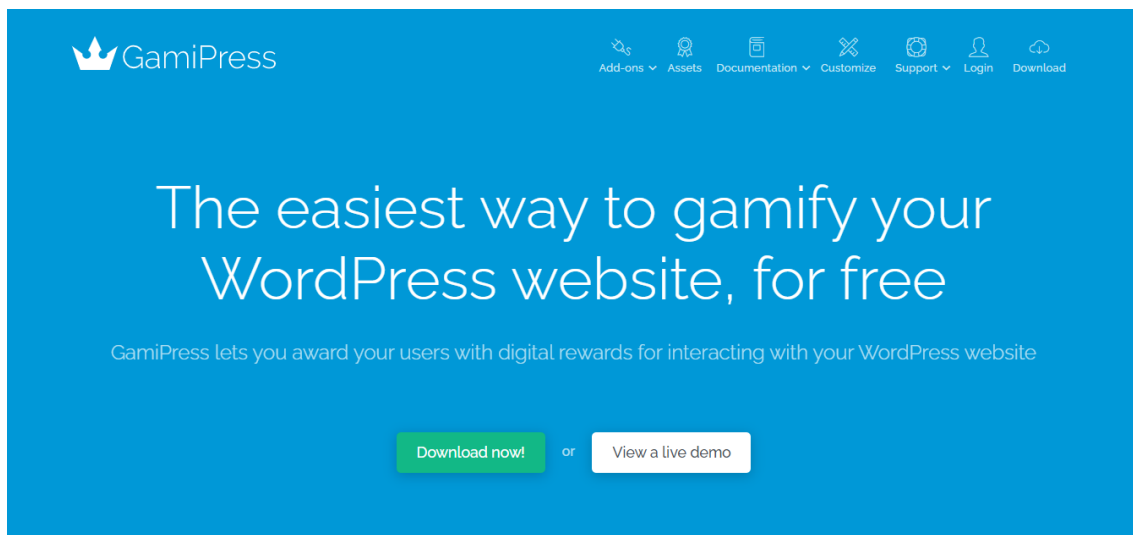 GamiPress
Add-ons Assets Documentation Customize Support Login Download
The easiest way to gamify your
WordPress website, for free
GamiPress lets you award your users with digital rewards for interacting with your WordPress website
Download now! or View a live demo